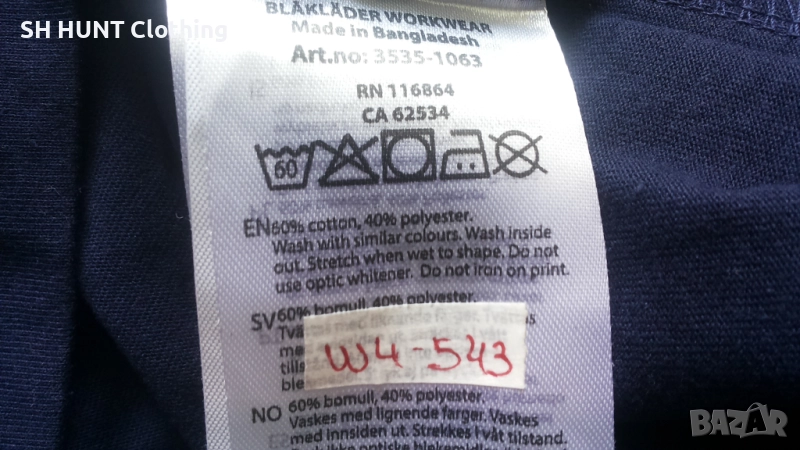 SH HUNT Clothing
BLÅKLÄDER WORKWEAR
Made in Bangladesh
Art.no: 3535-1063
RN 116864
CA 62534
60
EN 60% cotton, 40% polyester.
Wash with similar colours. Wash inside
out. Stretch when wet to shape. Do not
use optic whitener. Do not iron on print.
SV 60% bomull, 40% polyester.
W4-543
NO 60% bomull, 40% polyester.
Vaskes med lignende farger. Vaskes
med innsiden ut. Strekkes i våt tilstand.
BAZAR